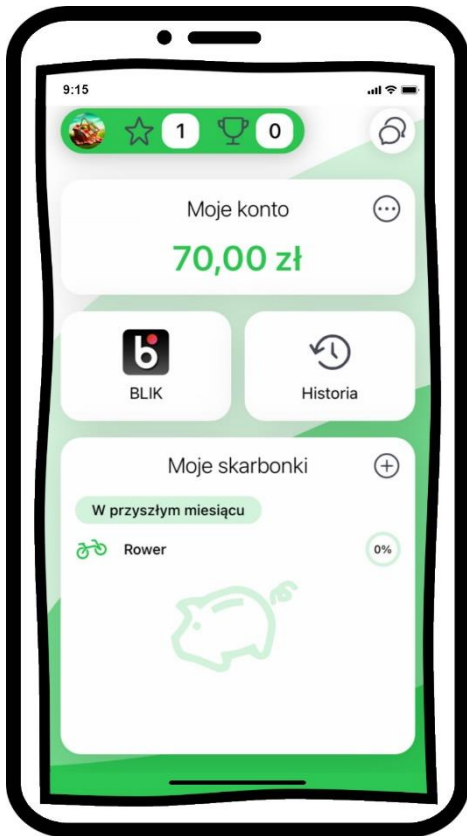 9:15
1 0
Moje konto
70,00 zł
b
BLIK Historia
Moje skarbonki
W przyszłym miesiącu
Rower 0%